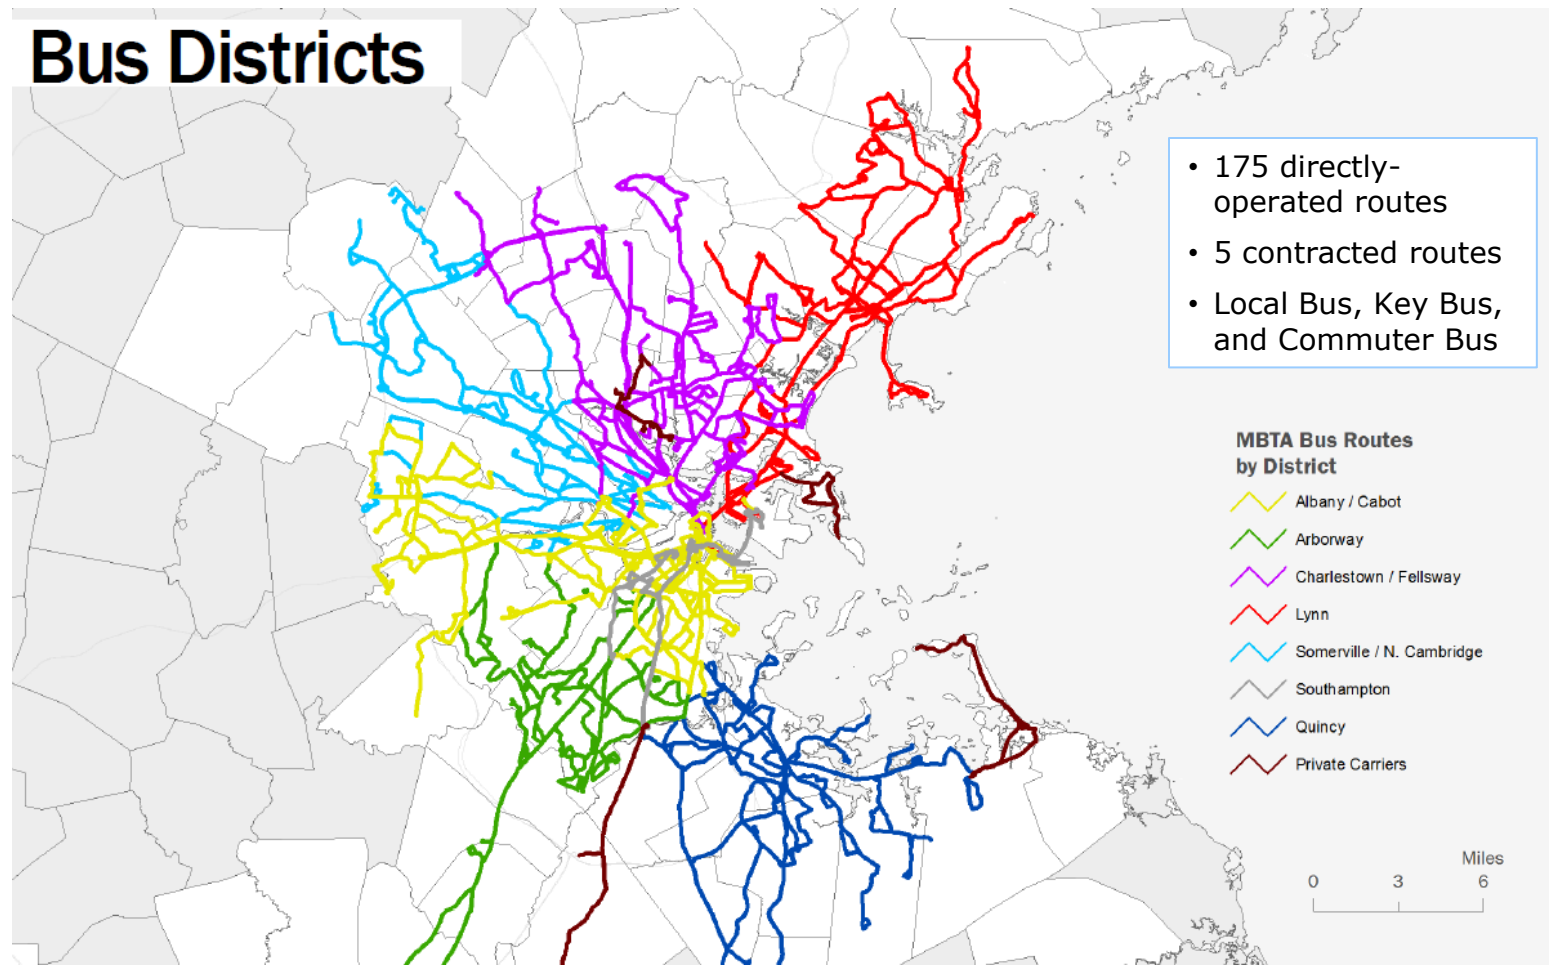 Bus Districts
• 175 directly-
operated routes
• 5 contracted routes
• Local Bus, Key Bus,
and Commuter Bus
MBTA Bus Routes
by District
Albany / Cabot
Arborway
Charlestown / Fellsway
Lynn
Somerville / N. Cambridge
Southampton
Quincy
Private Carriers
Miles
0 3 6